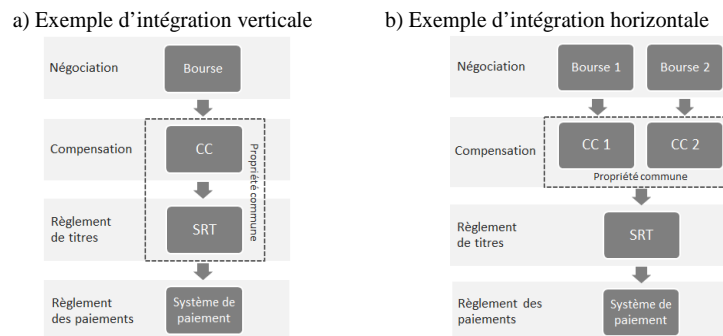 a) Exemple d’intégration verticale
Négociation
Bourse
Compensation
CC
Propriété commune
Règlement
de titres
SRT
Règlement
des paiements
Système de
paiement
b) Exemple d’intégration horizontale
Négociation
Bourse 1
Bourse 2
Compensation
CC 1
CC 2
Propriété commune
Règlement
de titres
SRT
Règlement des
paiements
Système de
paiement